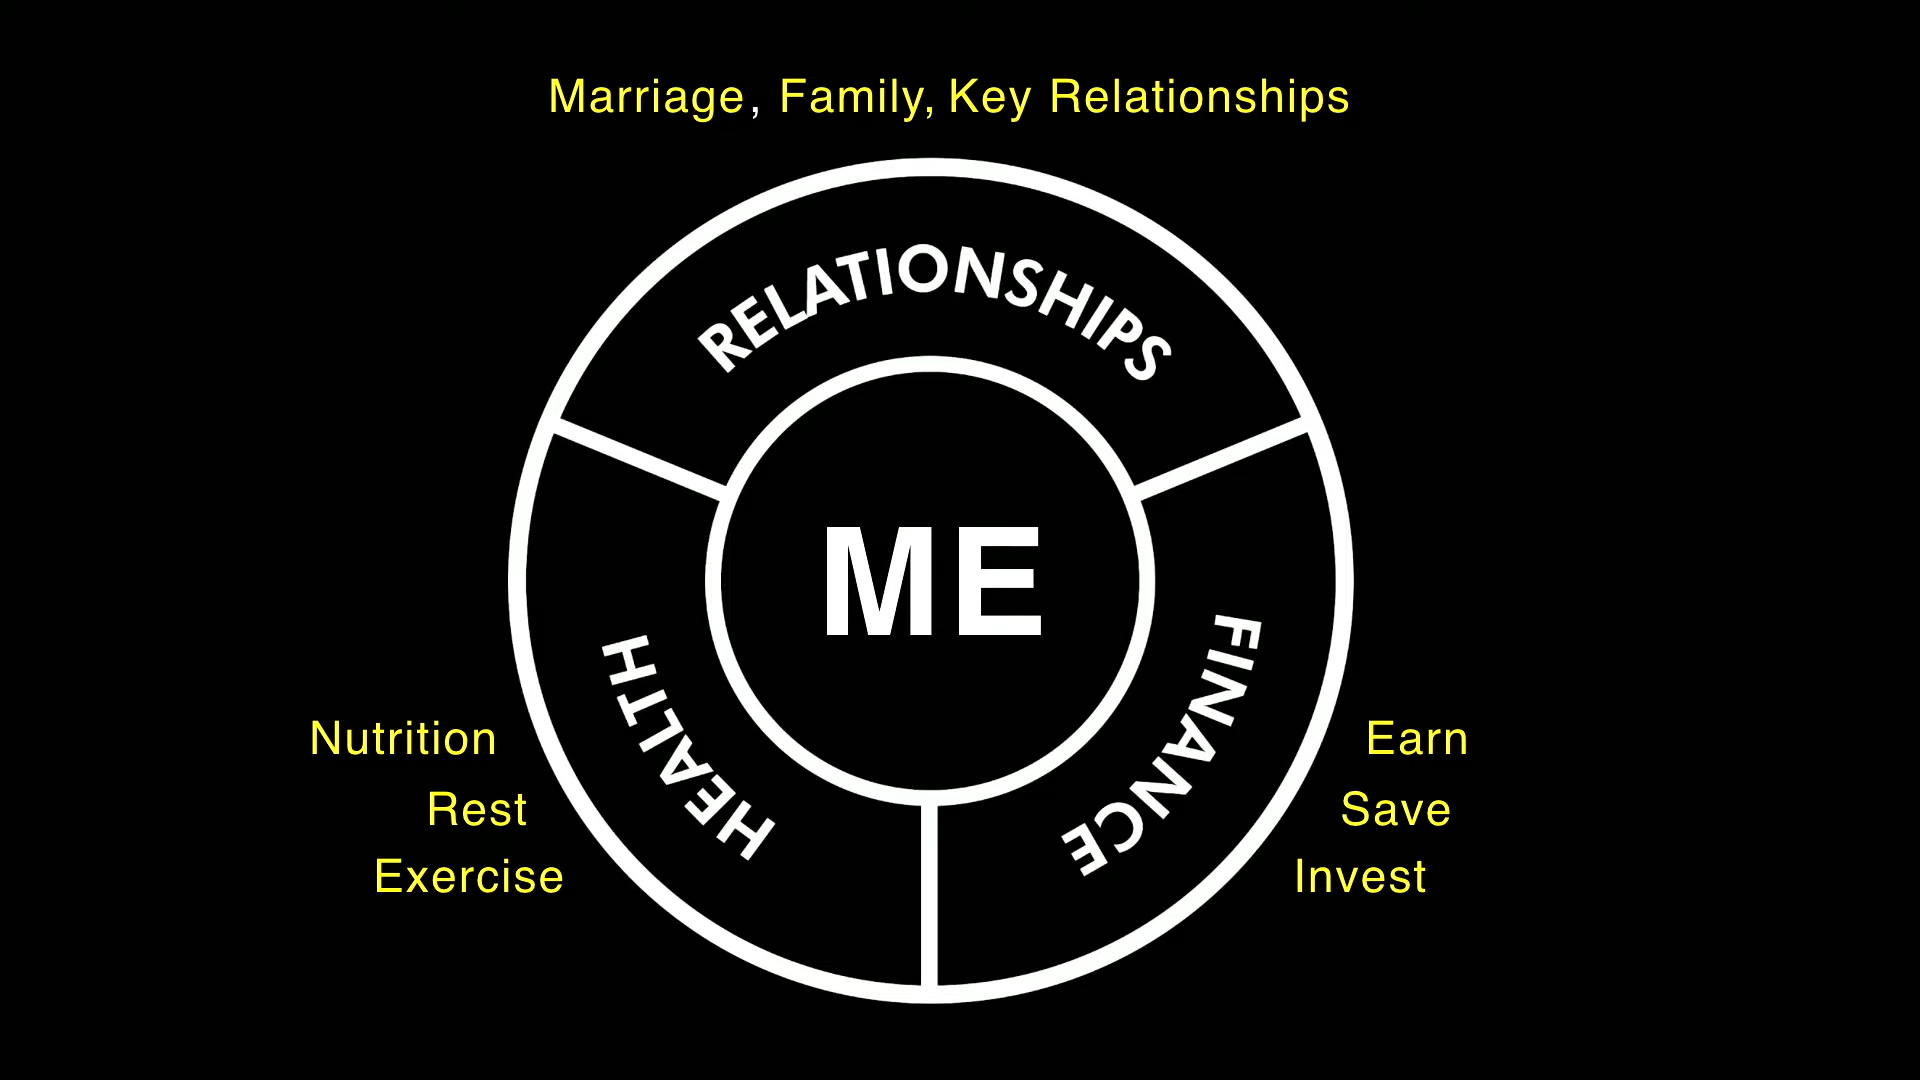 Marriage, Family, Key Relationships
RELATIONSHIPS
ME
HEALTH
FINANCE
Nutrition
Rest
Exercise
Earn
Save
Invest